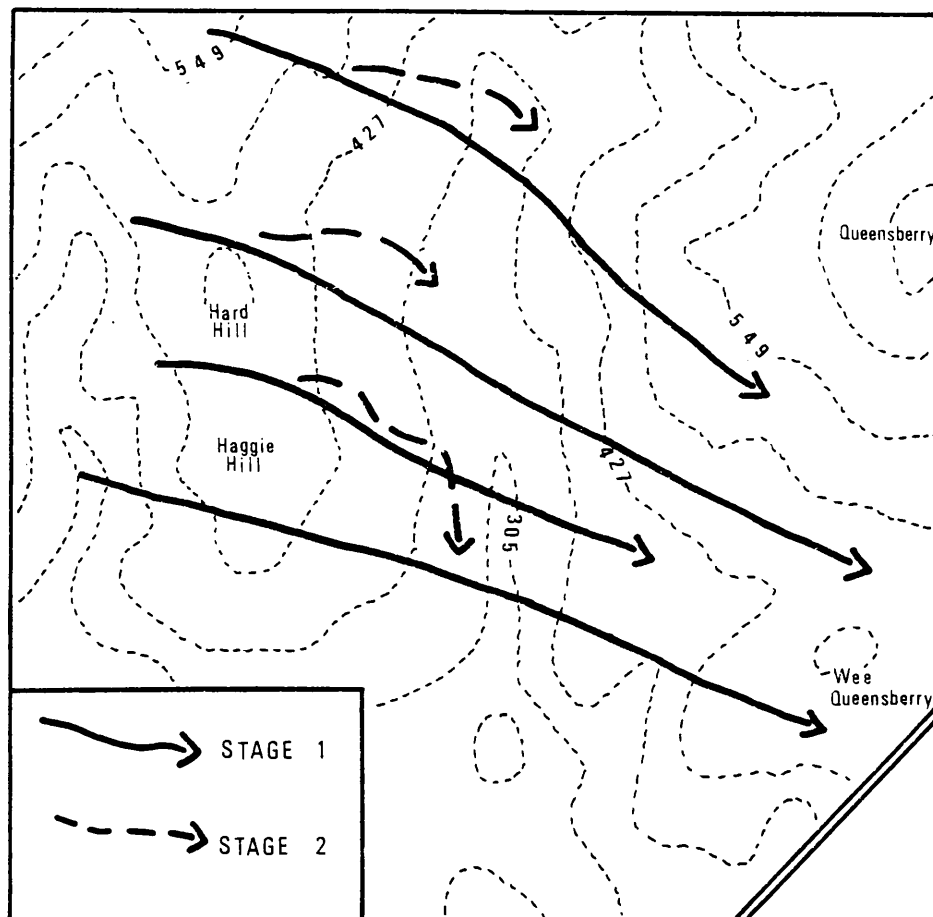 549
427
Queensberry
Hard
Hill
549
Haggie
Hill
427
305
Wee
Queensberry
STAGE 1
STAGE 2